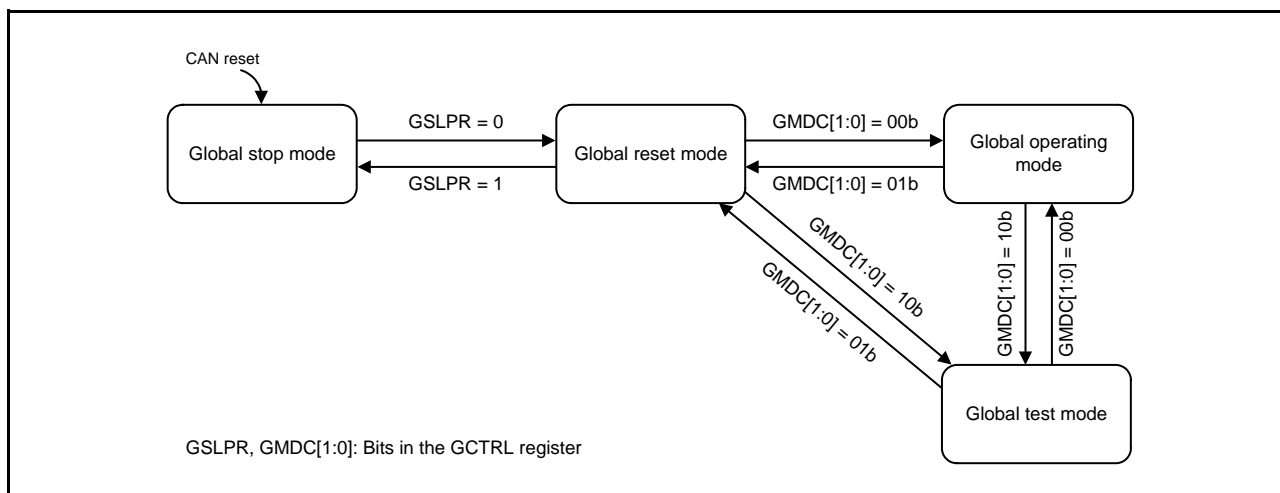 CAN reset
Global stop mode
GSLPR = 0
GSLPR = 1
Global reset mode
GMDC[1:0] = 00b
GMDC[1:0] = 01b
Global operating
mode
GMDC[1:0] = 10b
GMDC[1:0] = 01b
GMDC[1:0] = 10b
GMDC[1:0] = 00b
Global test mode
GSLPR, GMDC[1:0]: Bits in the GCTRL register